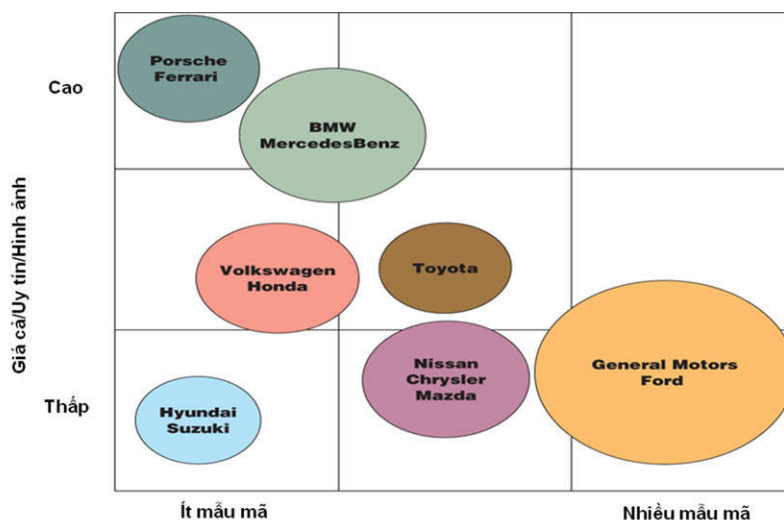 Porsche
Ferrari
Cao
BMW
MercedesBenz
Giá cả/Uy tín/Hình ảnh
Volkswagen
Honda
Toyota
Nissan
Chrysler
Mazda
General Motors
Ford
Thấp
Hyundai
Suzuki
Ít mẫu mã
Nhiều mẫu mã